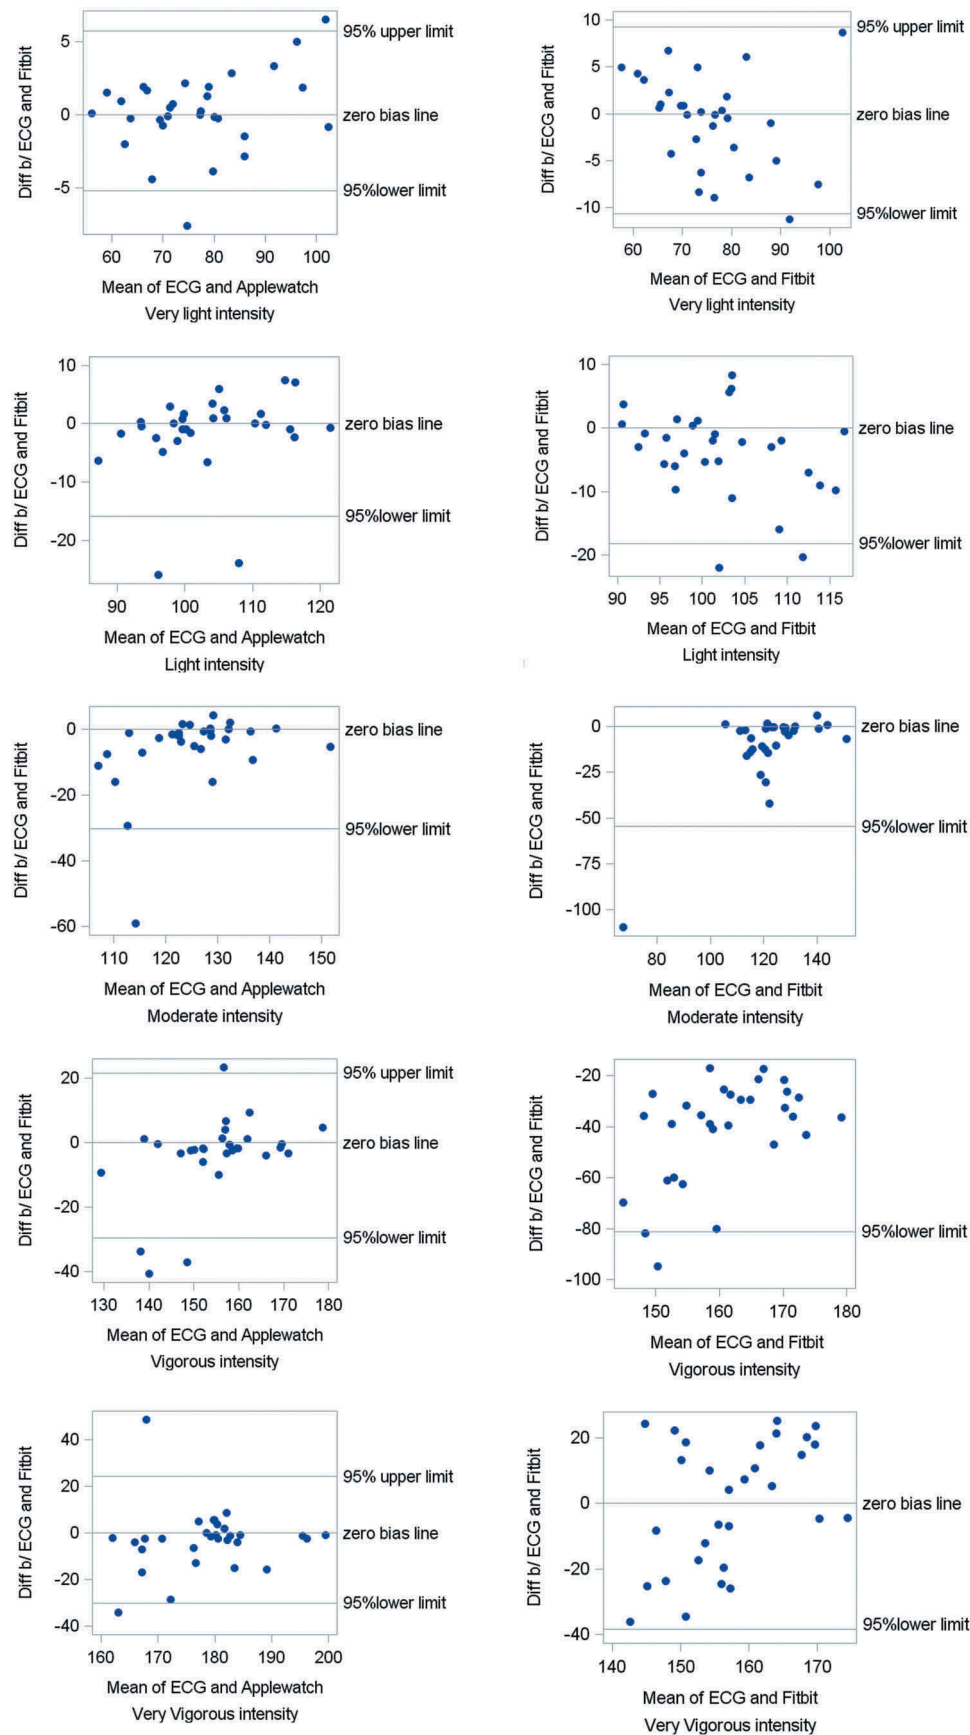 5
0
-5
95% upper limit
zero bias line
95%lower limit
Diff b/ ECG and Fitbit
60 70 80 90 100
Mean of ECG and Applewatch
Very light intensity
10
5
0
-5
-10
95% upper limit
zero bias line
95%lower limit
Diff b/ ECG and Fitbit
60 70 80 90 100
Mean of ECG and Fitbit
Very light intensity
10
0
-10
-20
zero bias line
95%lower limit
Diff b/ ECG and Fitbit
90 100 110 120
Mean of ECG and Applewatch
Light intensity
10
0
-10
-20
zero bias line
95%lower limit
Diff b/ ECG and Fitbit
90 95 100 105 110 115
Mean of ECG and Fitbit
Light intensity
0
-20
-40
-60
zero bias line
95%lower limit
Diff b/ ECG and Fitbit
110 120 130 140 150
Mean of ECG and Applewatch
Moderate intensity
0
-25
-50
-75
-100
zero bias line
95%lower limit
Diff b/ ECG and Fitbit
80 100 120 140
Mean of ECG and Fitbit
Moderate intensity
20
0
-20
-40
95% upper limit
zero bias line
95%lower limit
Diff b/ ECG and Fitbit
130 140 150 160 170 180
Mean of ECG and Applewatch
Vigorous intensity
-20
-40
-60
-80
-100
95%lower limit
Diff b/ ECG and Fitbit
150 160 170 180
Mean of ECG and Fitbit
Vigorous intensity
40
20
0
-20
-40
95% upper limit
zero bias line
95%lower limit
Diff b/ ECG and Fitbit
160 170 180 190 200
Mean of ECG and Applewatch
Very Vigorous intensity
20
0
-20
-40
zero bias line
95%lower limit
Diff b/ ECG and Fitbit
140 150 160 170
Mean of ECG and Fitbit
Very Vigorous intensity